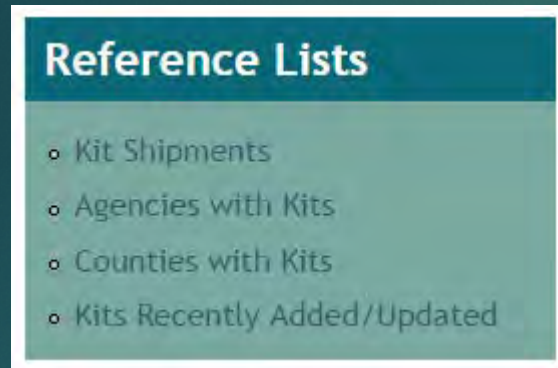 Reference Lists
Kit Shipments
Agencies with Kits
Counties with Kits
Kits Recently Added/Updated